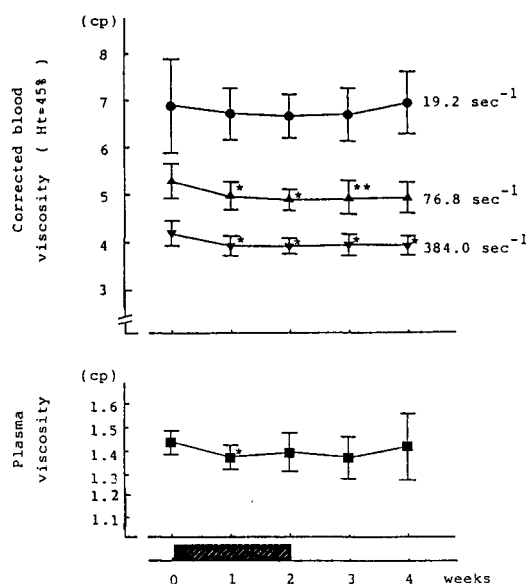 (cp)
8
7
6
5
4
3
Corrected blood
viscosity ( Ht=45% )
19.2 sec⁻¹
* * ** 76.8 sec⁻¹
* * * * 384.0 sec⁻¹
(cp)
1.6
1.5
1.4
1.3
1.2
1.1
Plasma
viscosity
*
0 1 2 3 4 weeks